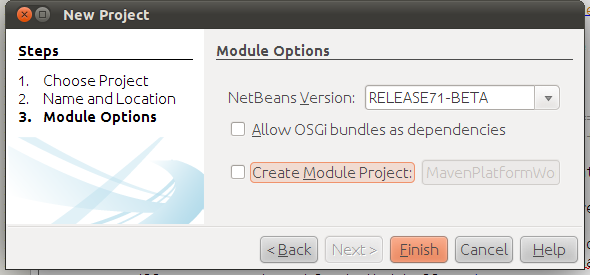 New Project
Steps
1. Choose Project
2. Name and Location
3. Module Options
Module Options
NetBeans Version: RELEASE71-BETA
Allow OSGi bundles as dependencies
Create Module Project: MavenPlatformWo
< Back Next > Finish Cancel Help